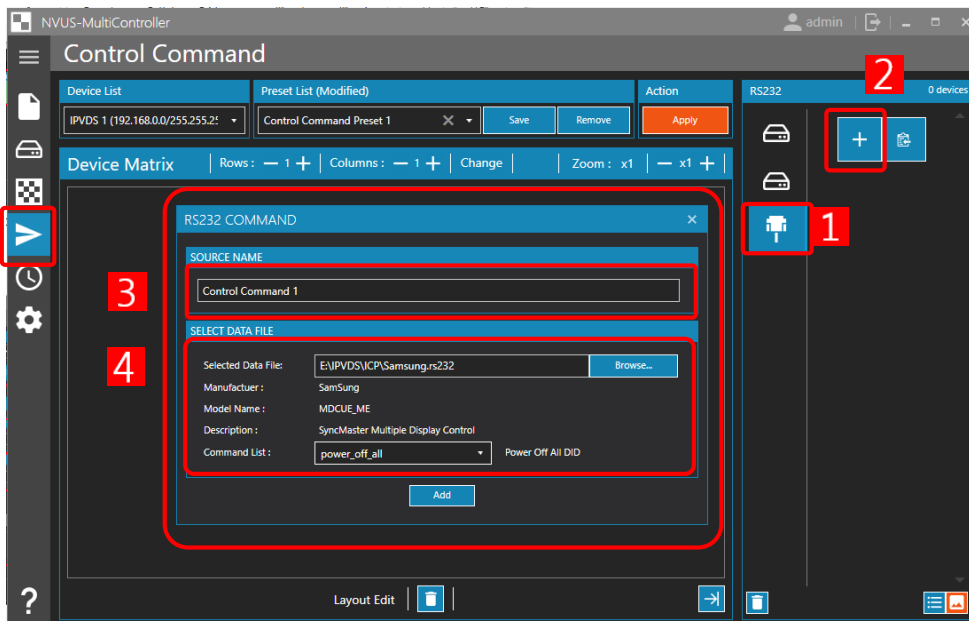 NVUS-MultiController
admin
Control Command
Device List
Preset List (Modified)
Action
IPVDS 1 (192.168.0.0/255.255.25
Control Command Preset 1
Save
Remove
Apply
RS232
0 devices
2
Device Matrix
Rows : 1
Columns : 1
Change
Zoom : x1
x1
1
RS232 COMMAND
SOURCE NAME
3
Control Command 1
SELECT DATA FILE
4
Selected Data File:
E:\IPVDS\ICP\Samsung.rs232
Browse...
Manufactuer :
SamSung
Model Name :
MDCUE_ME
Description :
SyncMaster Multiple Display Control
Command List :
power_off_all
Power Off All DID
Add
Layout Edit
?